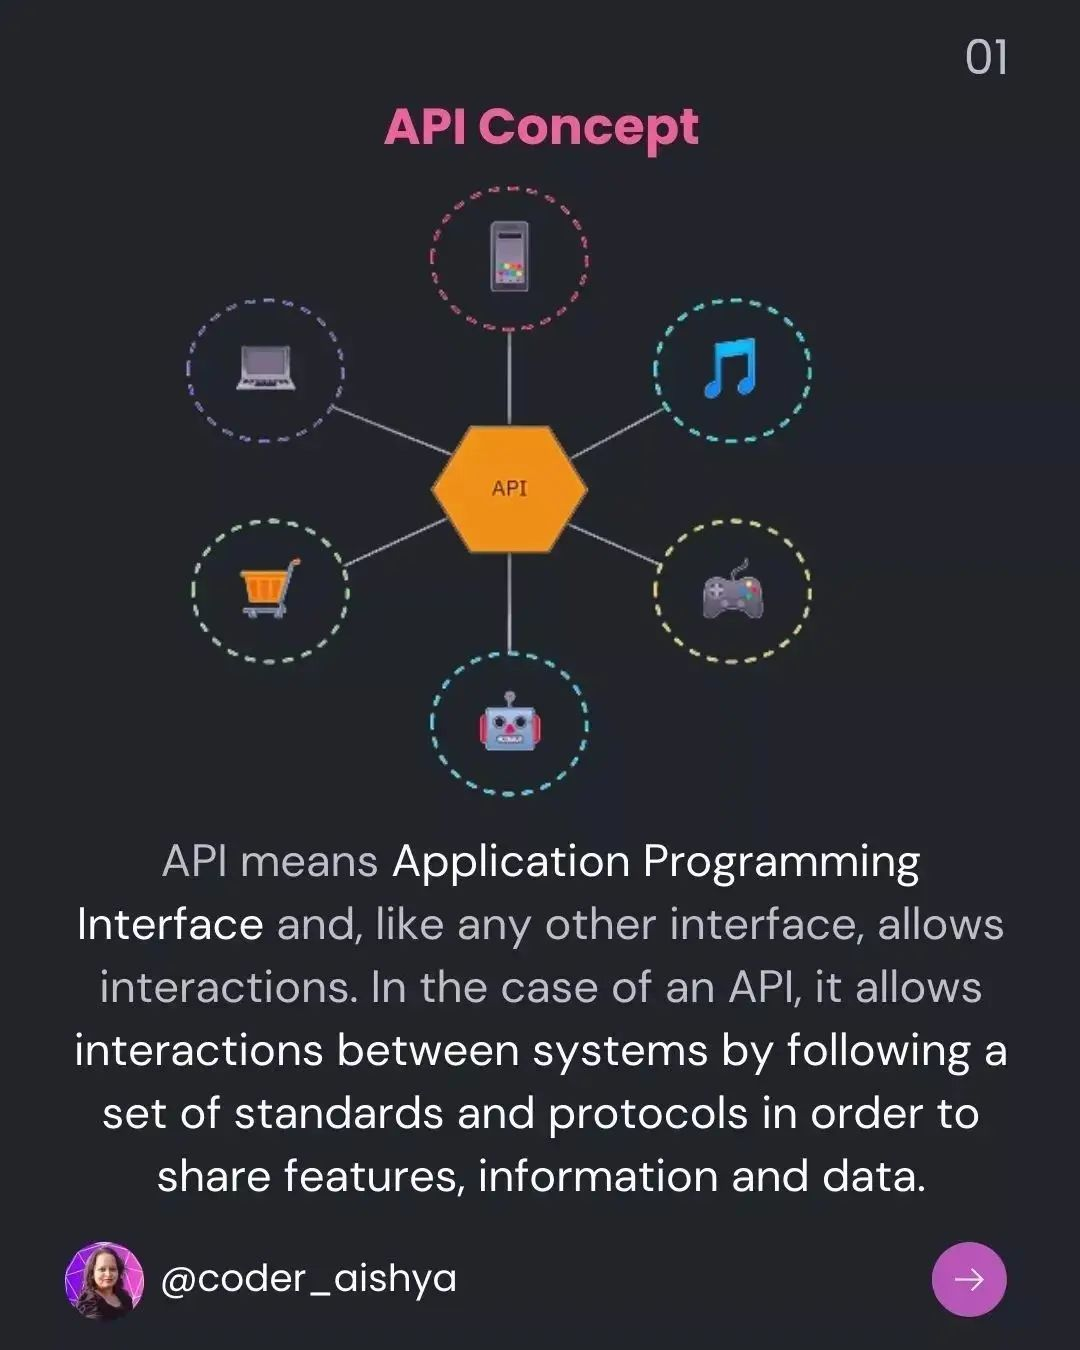 01
API Concept
API
API means Application Programming
Interface and, like any other interface, allows
interactions. In the case of an API, it allows
interactions between systems by following a
set of standards and protocols in order to
share features, information and data.
@coder_aishya